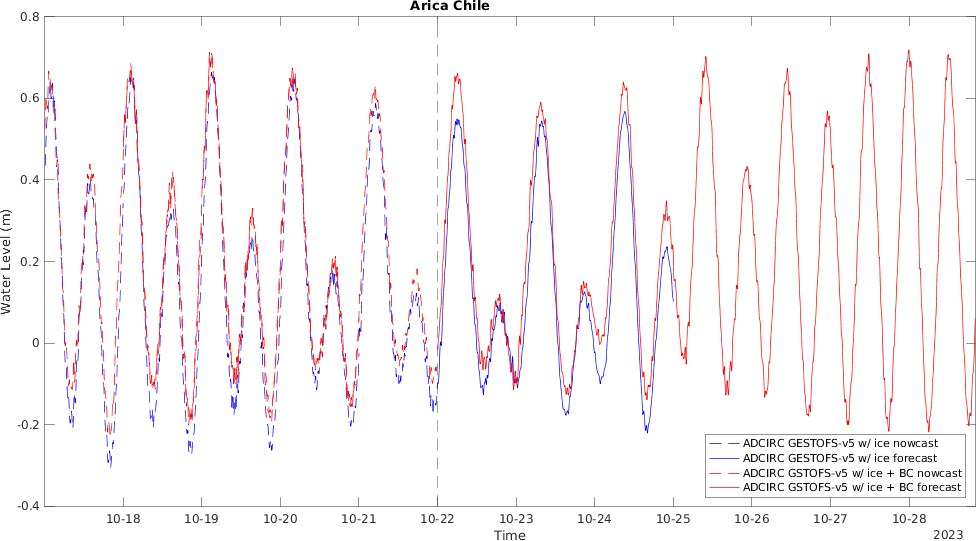 Arica Chile
0.8
0.6
0.4
0.2
0
-0.2
-0.4
Water Level (m)
10-18 10-19 10-20 10-21 10-22 10-23 10-24 10-25 10-26 10-27 10-28
Time
2023
ADCIRC GESTOFS-v5 w/ ice nowcast
ADCIRC GESTOFS-v5 w/ ice forecast
ADCIRC GSTOFS-v5 w/ ice + BC nowcast
ADCIRC GSTOFS-v5 w/ ice + BC forecast